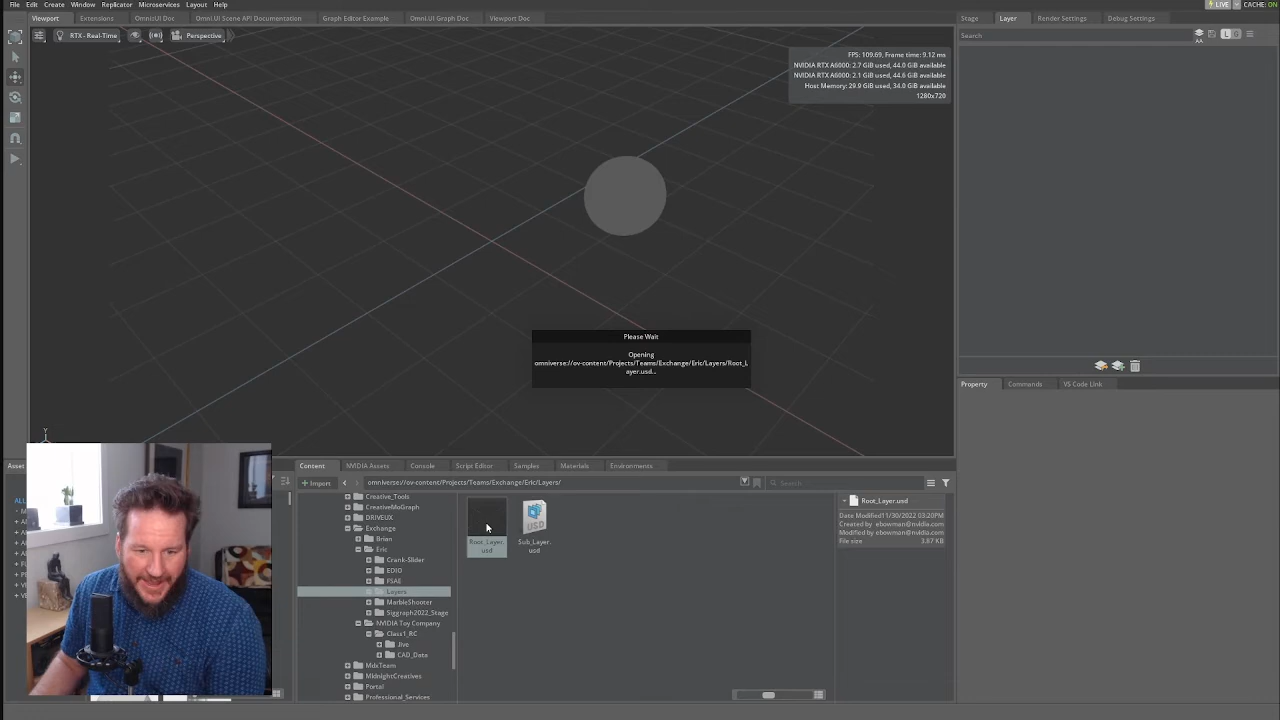 File Edit Create Window Replicator Microservices Layout Help
LIVE CACHE: ON
Viewport Extensions Omni::UI Doc Omni.UI Scene API Documentation Graph Editor Example Omni.UI Graph Doc Viewport Doc
Stage Layer Render Settings Debug Settings
RTX - Real-Time Perspective
Search
AA
L G
FPS: 109.69, Frame time: 9.12 ms
NVIDIA RTX A6000: 2.7 GiB used, 44.0 GiB available
NVIDIA RTX A6000: 2.1 GiB used, 44.6 GiB available
Host Memory: 29.9 GiB used, 34.0 GiB available
1280x720
Please Wait
Opening
omniverse://ov-content/Projects/Teams/Exchange/Eric/Layers/Root_L
ayer.usd...
Property Commands VS Code Link
Y
Asset
Content NVIDIA Assets Console Script Editor Samples Materials Environments
Import omniverse://ov-content/Projects/Teams/Exchange/Eric/Layers/ Search
ALL
Creative_Tools
CreativeMoGraph
DRIVEUX
Exchange
Brian
Eric
Crank-Slider
EDIO
FSAE
Layers
MarbleShooter
Siggraph2022_Stage
NVIDIA Toy Company
Class1_RC
Jivo
CAD_Data
MdxTeam
MidnightCreatives
Portal
Professional_Services
USD
Root_Layer.
usd
Sub_Layer.
usd
Root_Layer.usd
Date Modified 11/30/2022 03:20PM
Created by ebowman@nvidia.com
Modified by ebowman@nvidia.com
File size 3.87 KB